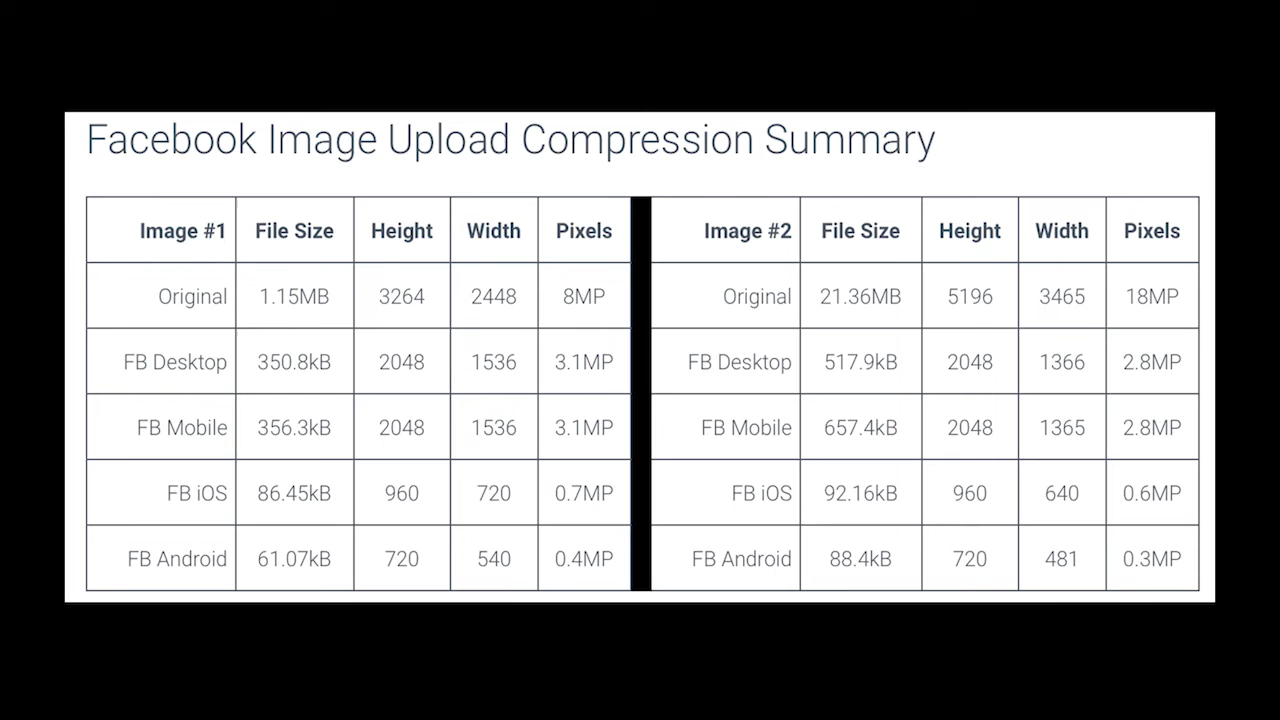 Facebook Image Upload Compression Summary
Image #1 File Size Height Width Pixels Image #2 File Size Height Width Pixels
Original 1.15MB 3264 2448 8MP Original 21.36MB 5196 3465 18MP
FB Desktop 350.8kB 2048 1536 3.1MP FB Desktop 517.9kB 2048 1366 2.8MP
FB Mobile 356.3kB 2048 1536 3.1MP FB Mobile 657.4kB 2048 1365 2.8MP
FB iOS 86.45kB 960 720 0.7MP FB iOS 92.16kB 960 640 0.6MP
FB Android 61.07kB 720 540 0.4MP FB Android 88.4kB 720 481 0.3MP